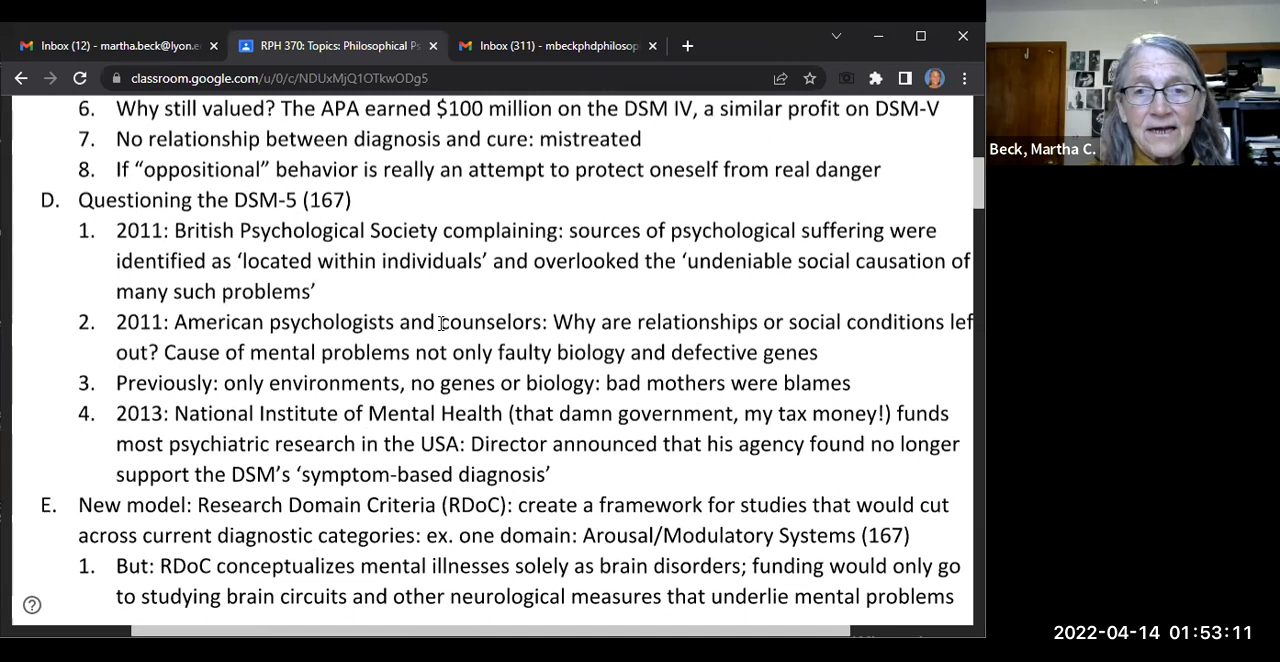 Inbox (12) - martha.beck@lyon.e
RPH 370: Topics: Philosophical Ps
Inbox (311) - mbeckphdphilosop
classroom.google.com/u/0/c/NDUxMjQ1OTkwODg5
6. Why still valued? The APA earned $100 million on the DSM IV, a similar profit on DSM-V
7. No relationship between diagnosis and cure: mistreated
8. If “oppositional” behavior is really an attempt to protect oneself from real danger
D. Questioning the DSM-5 (167)
1. 2011: British Psychological Society complaining: sources of psychological suffering were
identified as ‘located within individuals’ and overlooked the ‘undeniable social causation of
many such problems’
2. 2011: American psychologists and counselors: Why are relationships or social conditions lef
out? Cause of mental problems not only faulty biology and defective genes
3. Previously: only environments, no genes or biology: bad mothers were blames
4. 2013: National Institute of Mental Health (that damn government, my tax money!) funds
most psychiatric research in the USA: Director announced that his agency found no longer
support the DSM’s ‘symptom-based diagnosis’
E. New model: Research Domain Criteria (RDoC): create a framework for studies that would cut
across current diagnostic categories: ex. one domain: Arousal/Modulatory Systems (167)
1. But: RDoC conceptualizes mental illnesses solely as brain disorders; funding would only go
to studying brain circuits and other neurological measures that underlie mental problems
Beck, Martha C.
2022-04-14 01:53:11